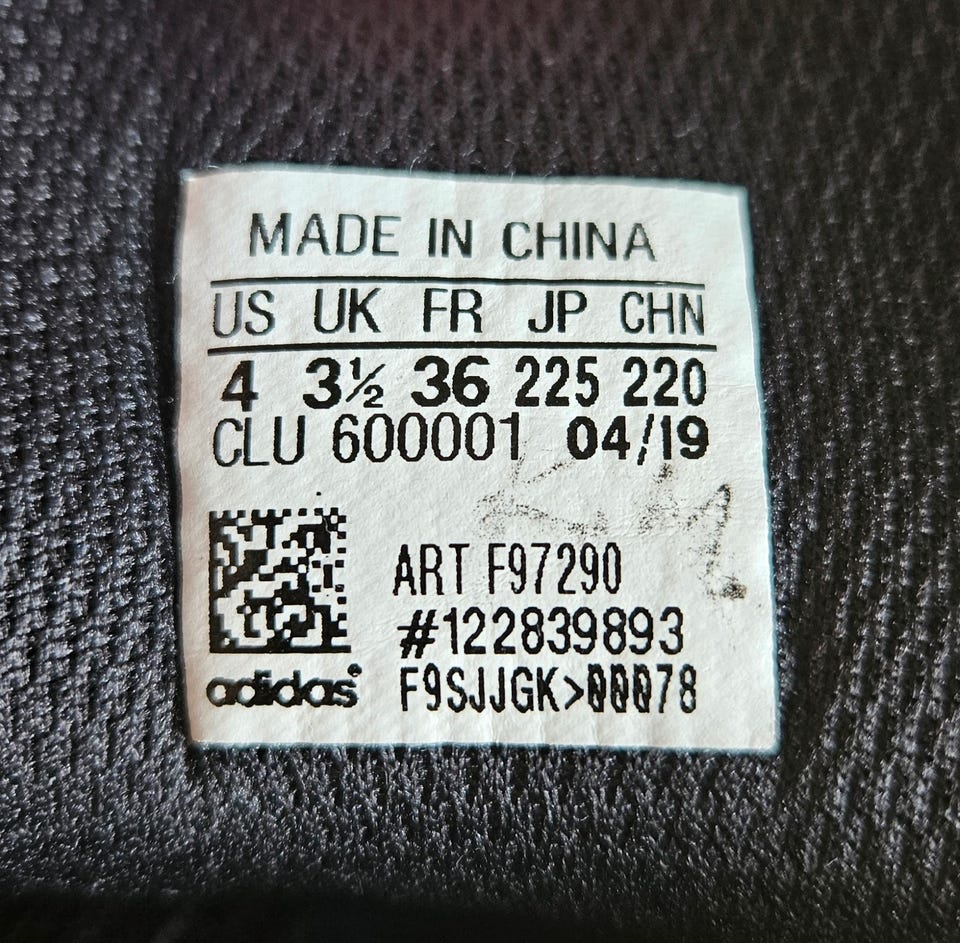 MADE IN CHINA
US UK FR JP CHN
4 3½ 36 225 220
CLU 600001 04/19
ART F97290
#122839893
adidas® F9SJJGK>00078